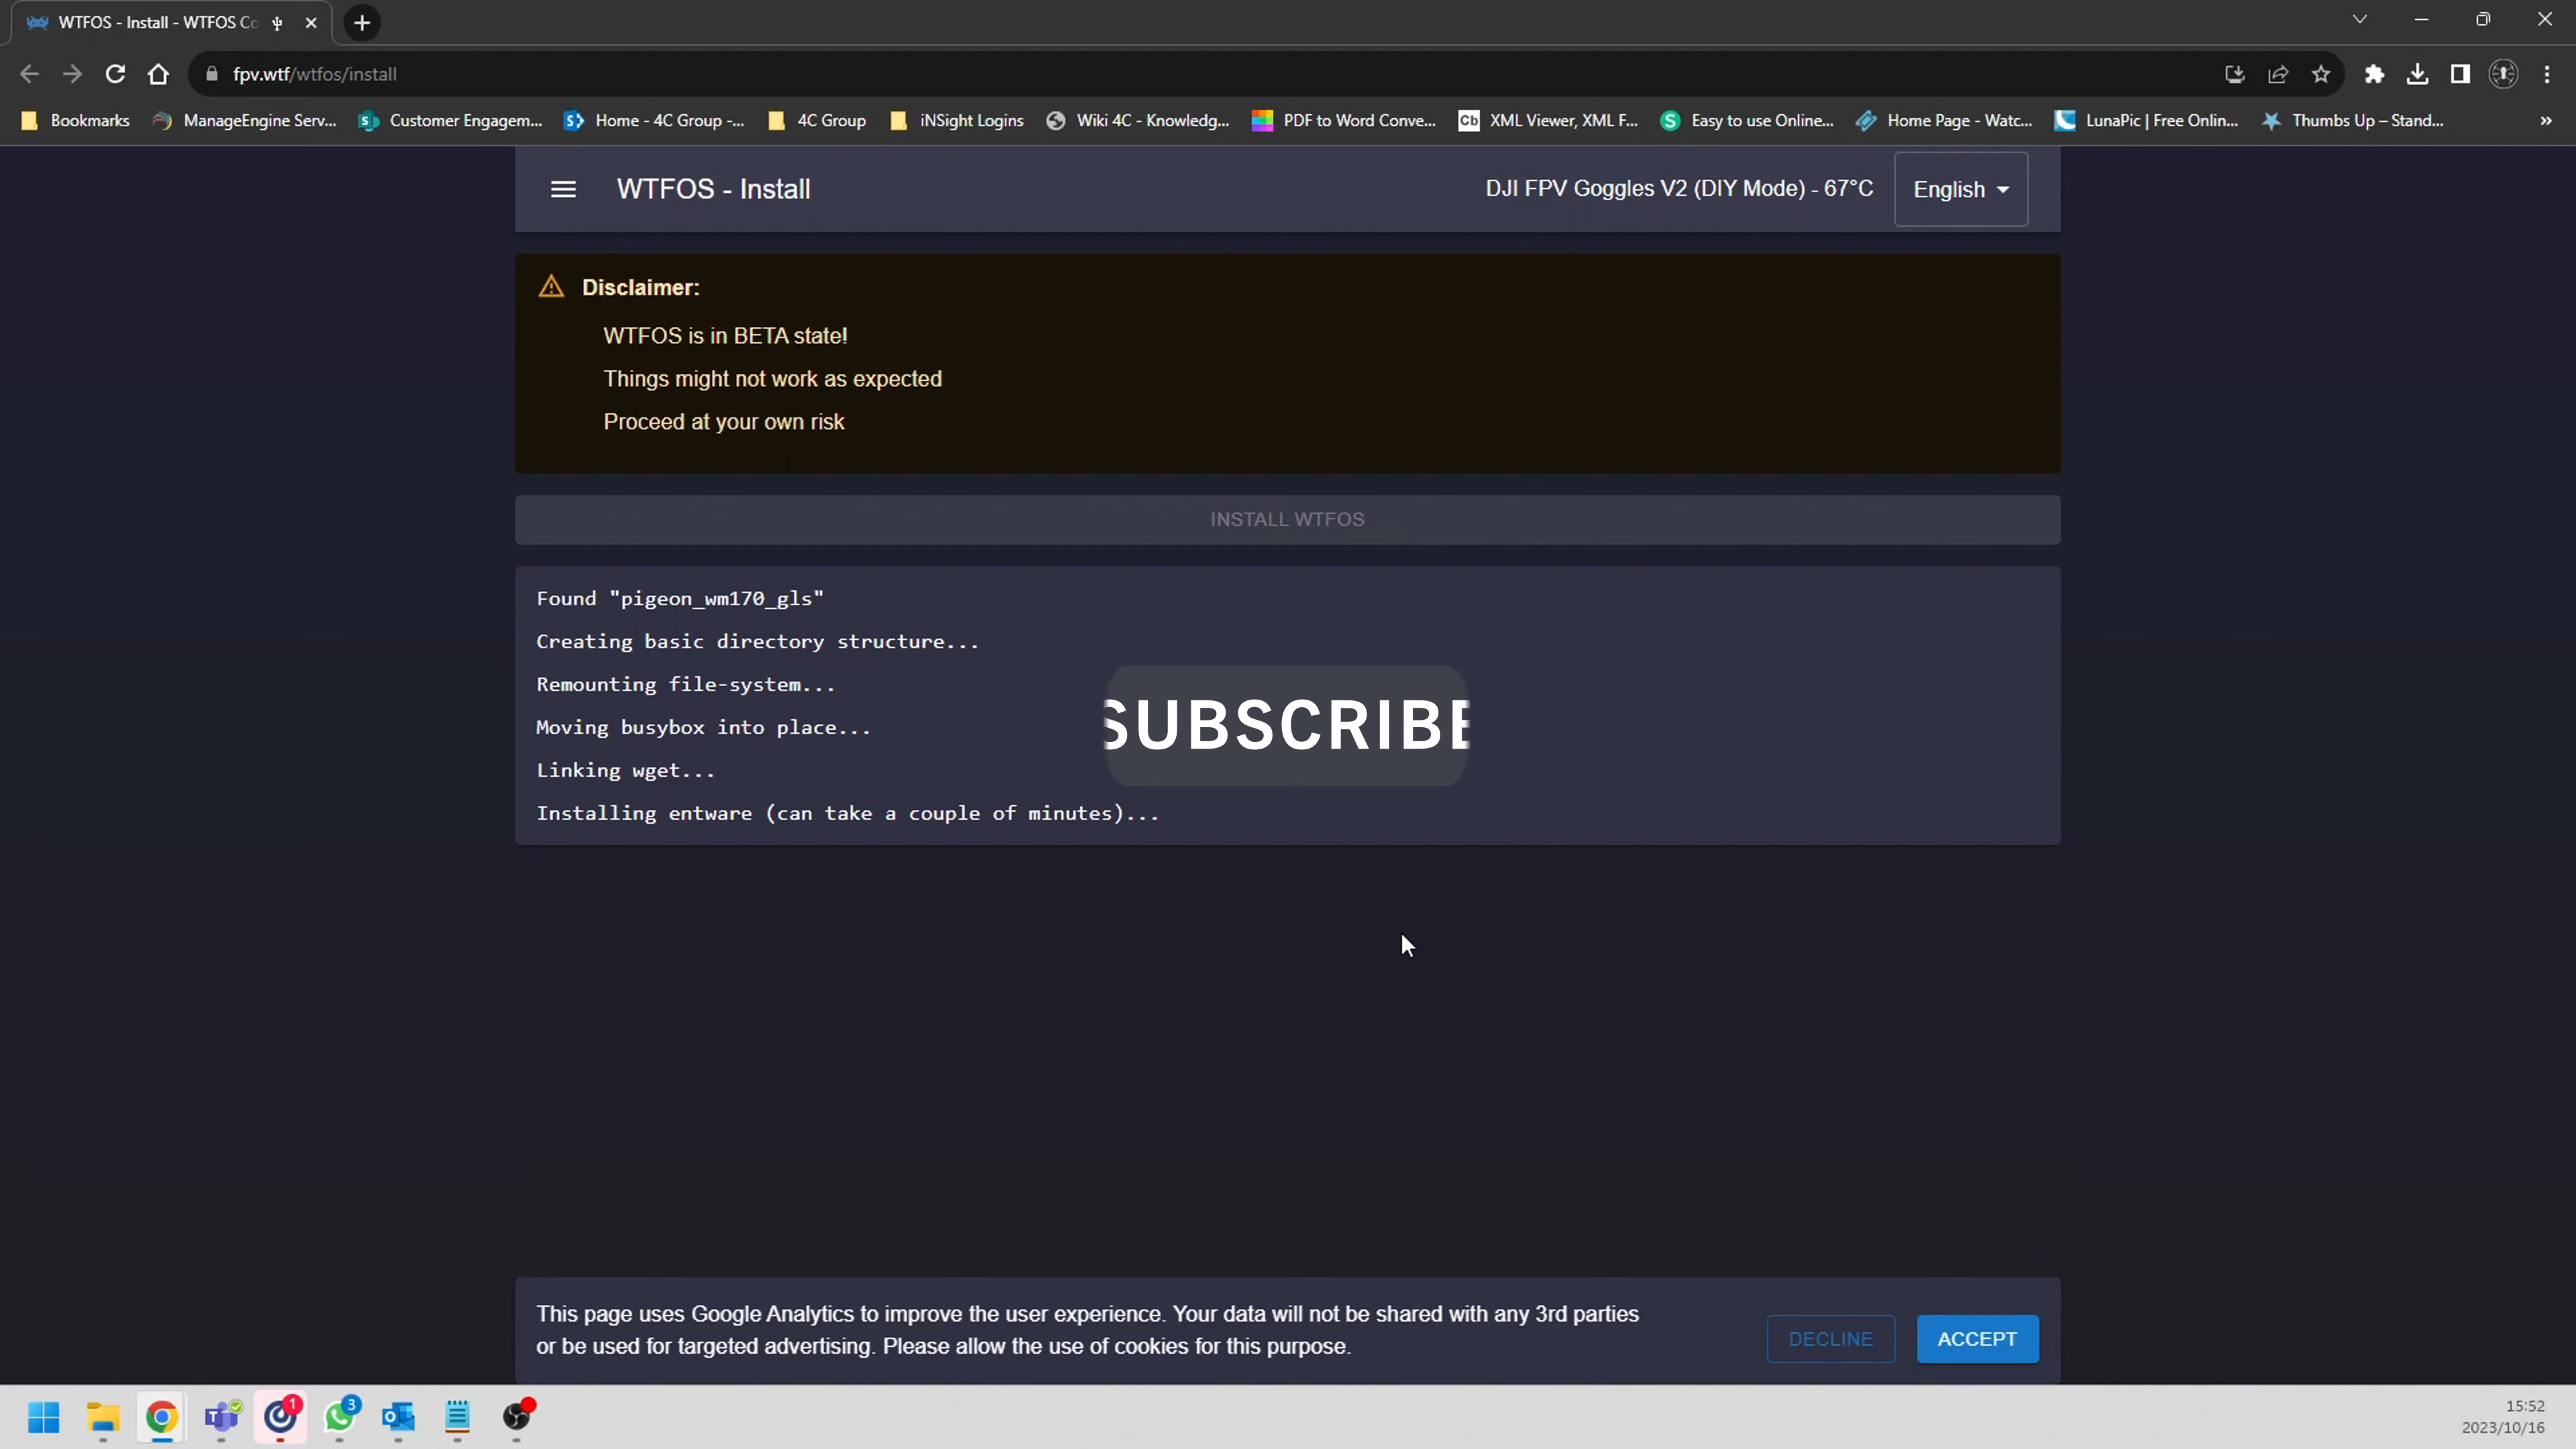 WTFOS - Install - WTFOS Co
fpv.wtf/wtfos/install
Bookmarks
ManageEngine Serv...
Customer Engagem...
Home - 4C Group -...
4C Group
iNSight Logins
Wiki 4C - Knowledg...
PDF to Word Conve...
Cb
XML Viewer, XML F...
Easy to use Online...
Home Page - Watc...
LunaPic | Free Onlin...
Thumbs Up – Stand...
»
WTFOS - Install
DJI FPV Goggles V2 (DIY Mode) - 67°C
English
Disclaimer:
WTFOS is in BETA state!
Things might not work as expected
Proceed at your own risk
INSTALL WTFOS
Found "pigeon_wm170_gls"
Creating basic directory structure...
Remounting file-system...
Moving busybox into place...
Linking wget...
Installing entware (can take a couple of minutes)...
SUBSCRIBE
This page uses Google Analytics to improve the user experience. Your data will not be shared with any 3rd parties
or be used for targeted advertising. Please allow the use of cookies for this purpose.
DECLINE
ACCEPT
1
3
15:52
2023/10/16